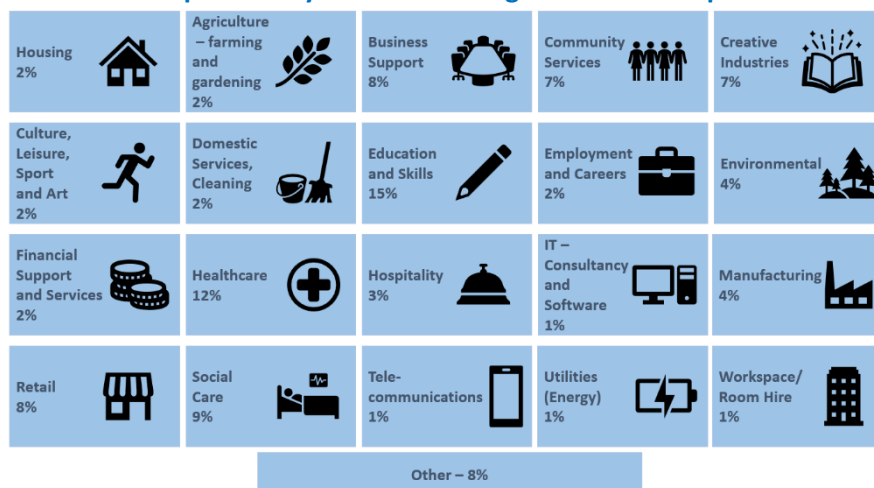 Housing
2%
Agriculture
– farming
and
gardening
2%
Business
Support
8%
Community
Services
7%
Creative
Industries
7%
Culture,
Leisure,
Sport
and Art
2%
Domestic
Services,
Cleaning
2%
Education
and Skills
15%
Employment
and Careers
2%
Environmental
4%
Financial
Support
and Services
2%
Healthcare
12%
Hospitality
3%
IT –
Consultancy
and
Software
1%
Manufacturing
4%
Retail
8%
Social
Care
9%
Tele-
communications
1%
Utilities
(Energy)
1%
Workspace/
Room Hire
1%
Other – 8%